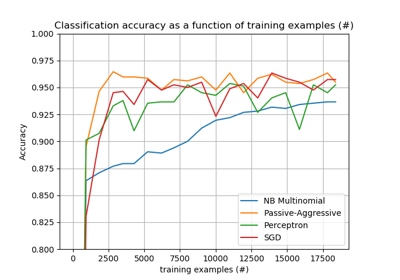 Classification accuracy as a function of training examples (#)
1.000
0.975
0.950
0.925
0.900
0.875
0.850
0.825
0.800
Accuracy
0 2500 5000 7500 10000 12500 15000 17500
training examples (#)
NB Multinomial
Passive-Aggressive
Perceptron
SGD